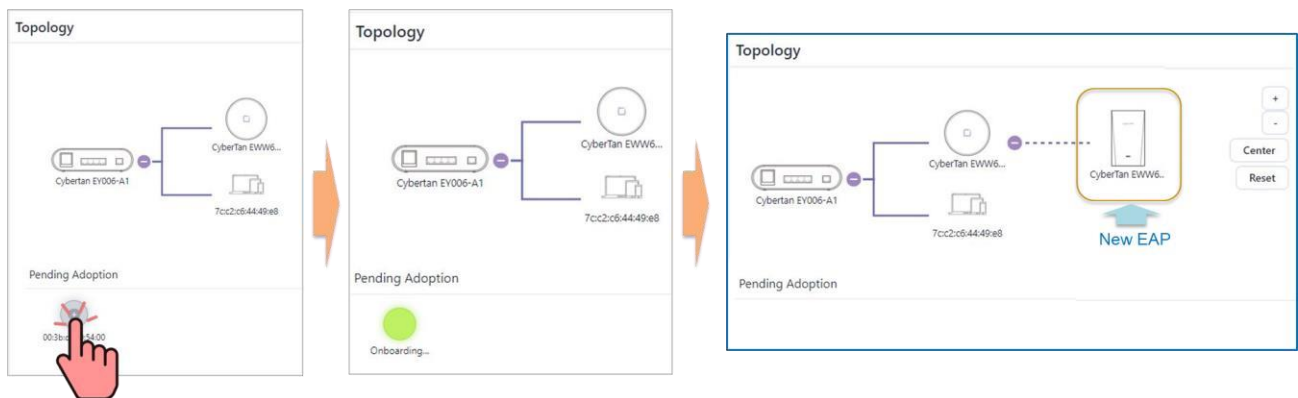 Topology
CyberTan EWW6...
Cybertan EY006-A1
7c:c2:c6:44:49:e8
Pending Adoption
Topology
CyberTan EWW6...
Cybertan EY006-A1
7c:c2:c6:44:49:e8
Pending Adoption
Onboarding...
Topology
+
-
Center
Reset
CyberTan EWW6...
CyberTan EWW6..
Cybertan EY006-A1
7c:c2:c6:44:49:e8
New EAP
Pending Adoption